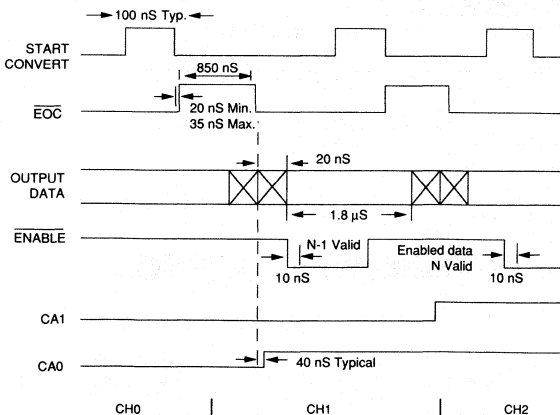 100 nS Typ.
START
CONVERT
850 nS
EOC
20 nS Min.
35 nS Max.
20 nS
OUTPUT
DATA
1.8 µS
ENABLE
N-1 Valid
Enabled data
N Valid
10 nS
10 nS
CA1
CA0
40 nS Typical
CH0
CH1
CH2